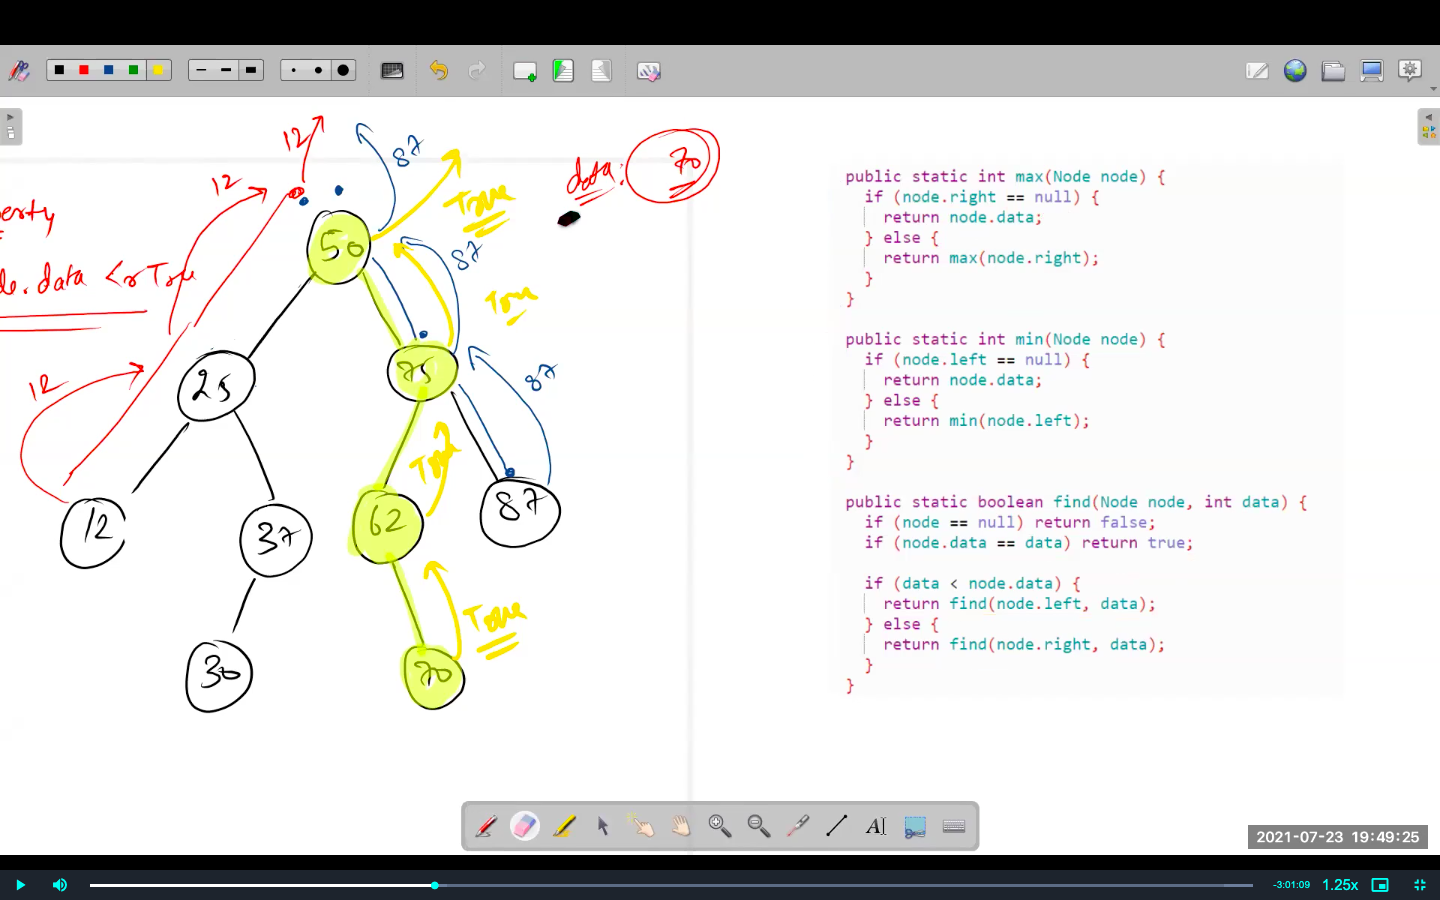 12
12
87
data: 70
erty
True
50
87
de.data < r True
True
12
75
87
25
True
12
37
62
87
30
70
True
public static int max(Node node) {
if (node.right == null) {
return node.data;
} else {
return max(node.right);
}
}
public static int min(Node node) {
if (node.left == null) {
return node.data;
} else {
return min(node.left);
}
}
public static boolean find(Node node, int data) {
if (node == null) return false;
if (node.data == data) return true;
if (data < node.data) {
return find(node.left, data);
} else {
return find(node.right, data);
}
}
2021-07-23 19:49:25
-3:01:09 1.25x